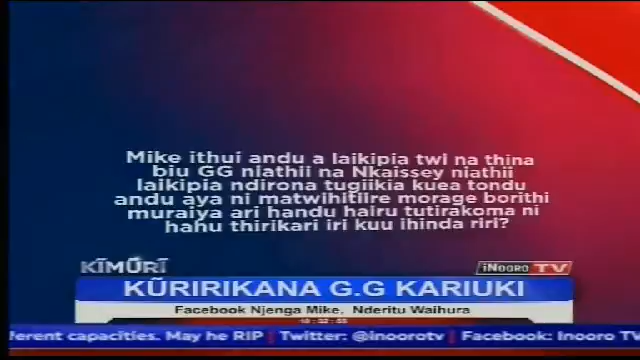 Mike ithui andu a laikipia twi na thina
biu GG niathii na Nkaissey niathii
laikipia ndirona tugiikia kuea tondu
andu aya ni matwihitiire morage borithi
muraiya ari handu hairu tutirakoma ni
hahu thirikari iri kuu ihinda riri?
KĨMŨRĨ
iNOORO TV
KŨRIRIKANA G.G KARIUKI
Facebook Njenga Mike, Nderitu Waihura
ferent capacities. May he RIP | Twitter: @inoorotv | Facebook: Inooro TV